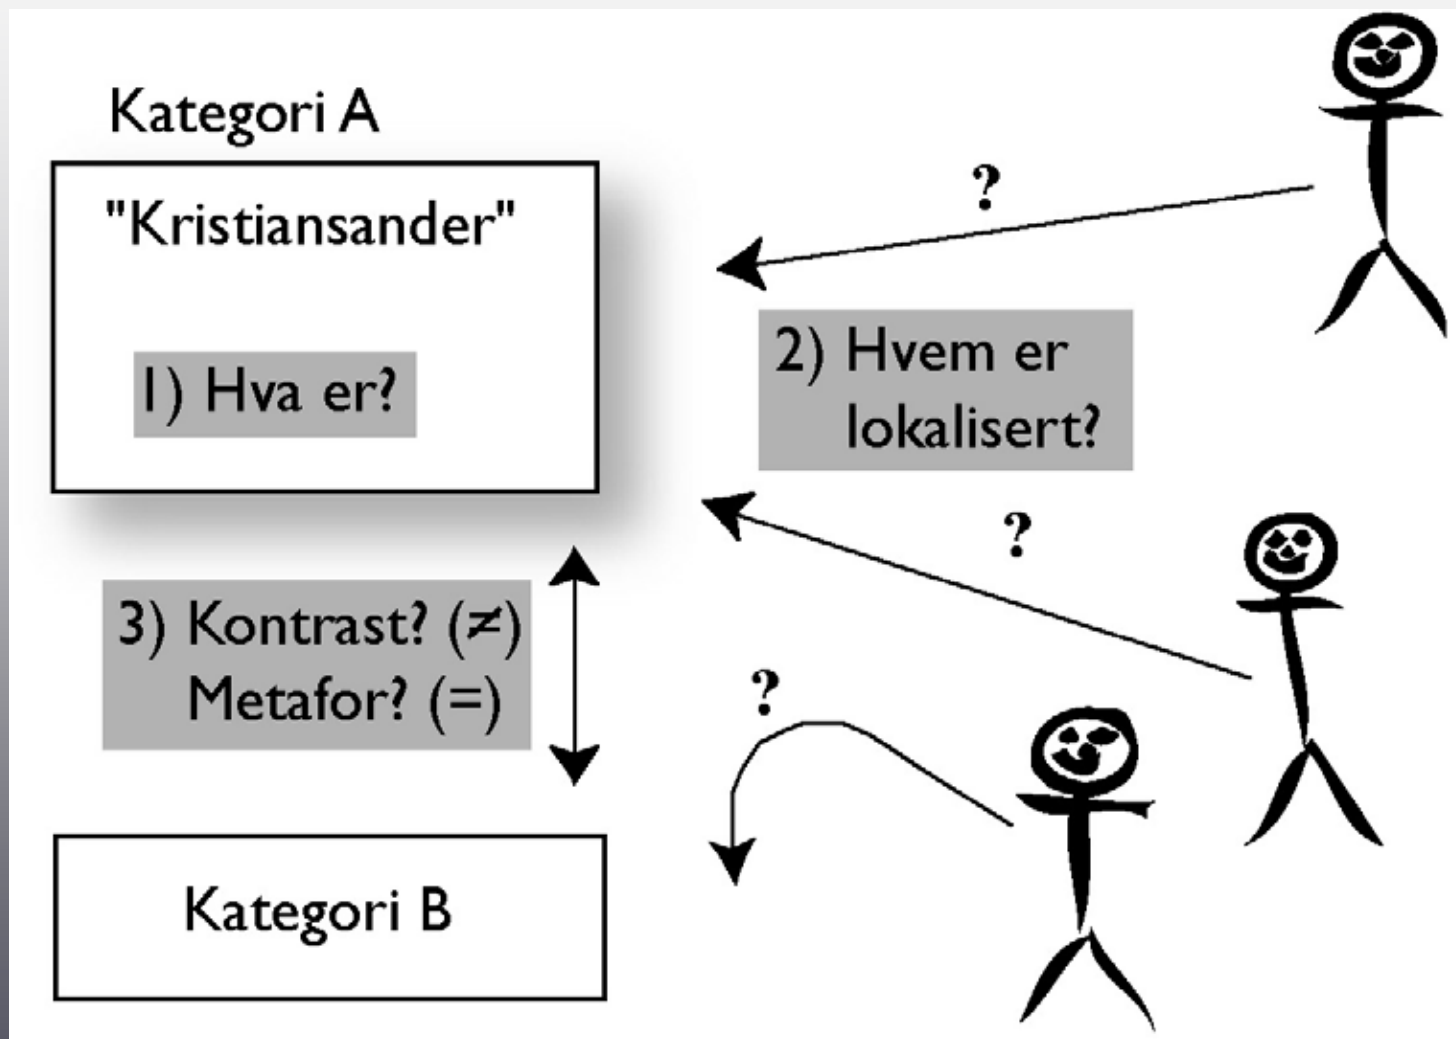 Kategori A
"Kristiansander"
1) Hva er?
?
2) Hvem er
lokalisert?
?
3) Kontrast? (≠)
Metafor? (=)
?
Kategori B